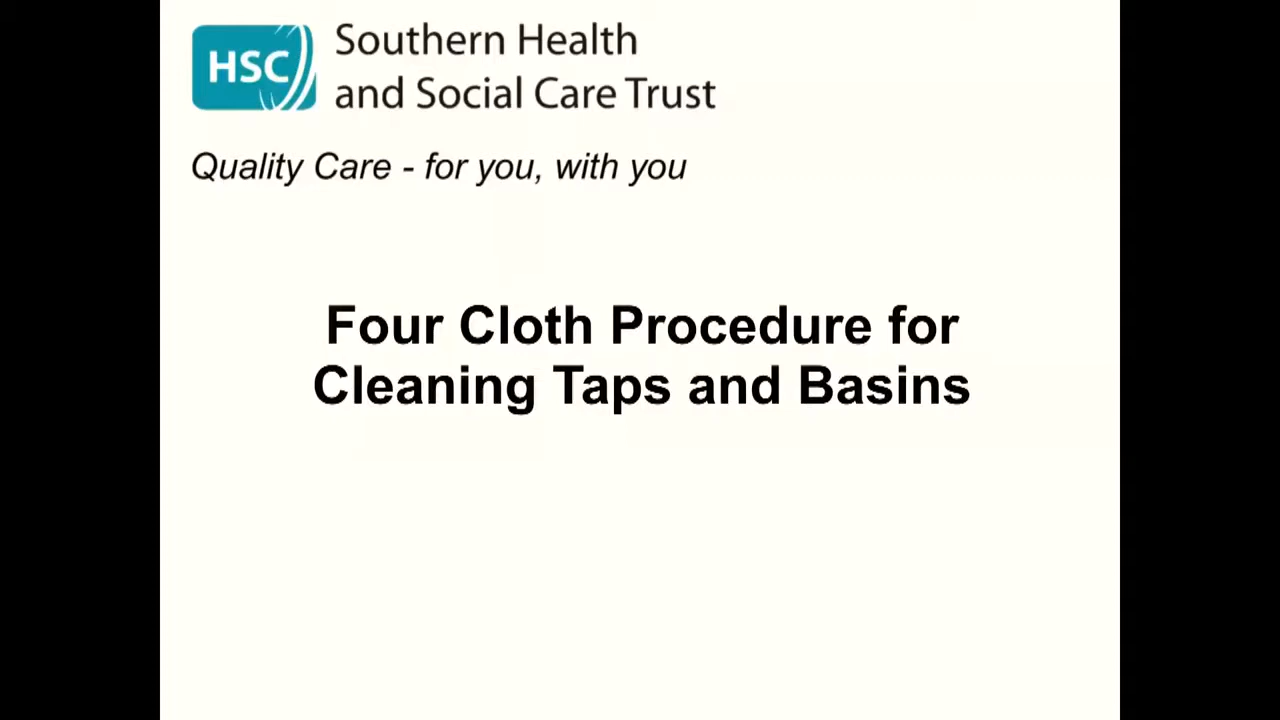 HSC
Southern Health
and Social Care Trust
Quality Care - for you, with you
Four Cloth Procedure for
Cleaning Taps and Basins